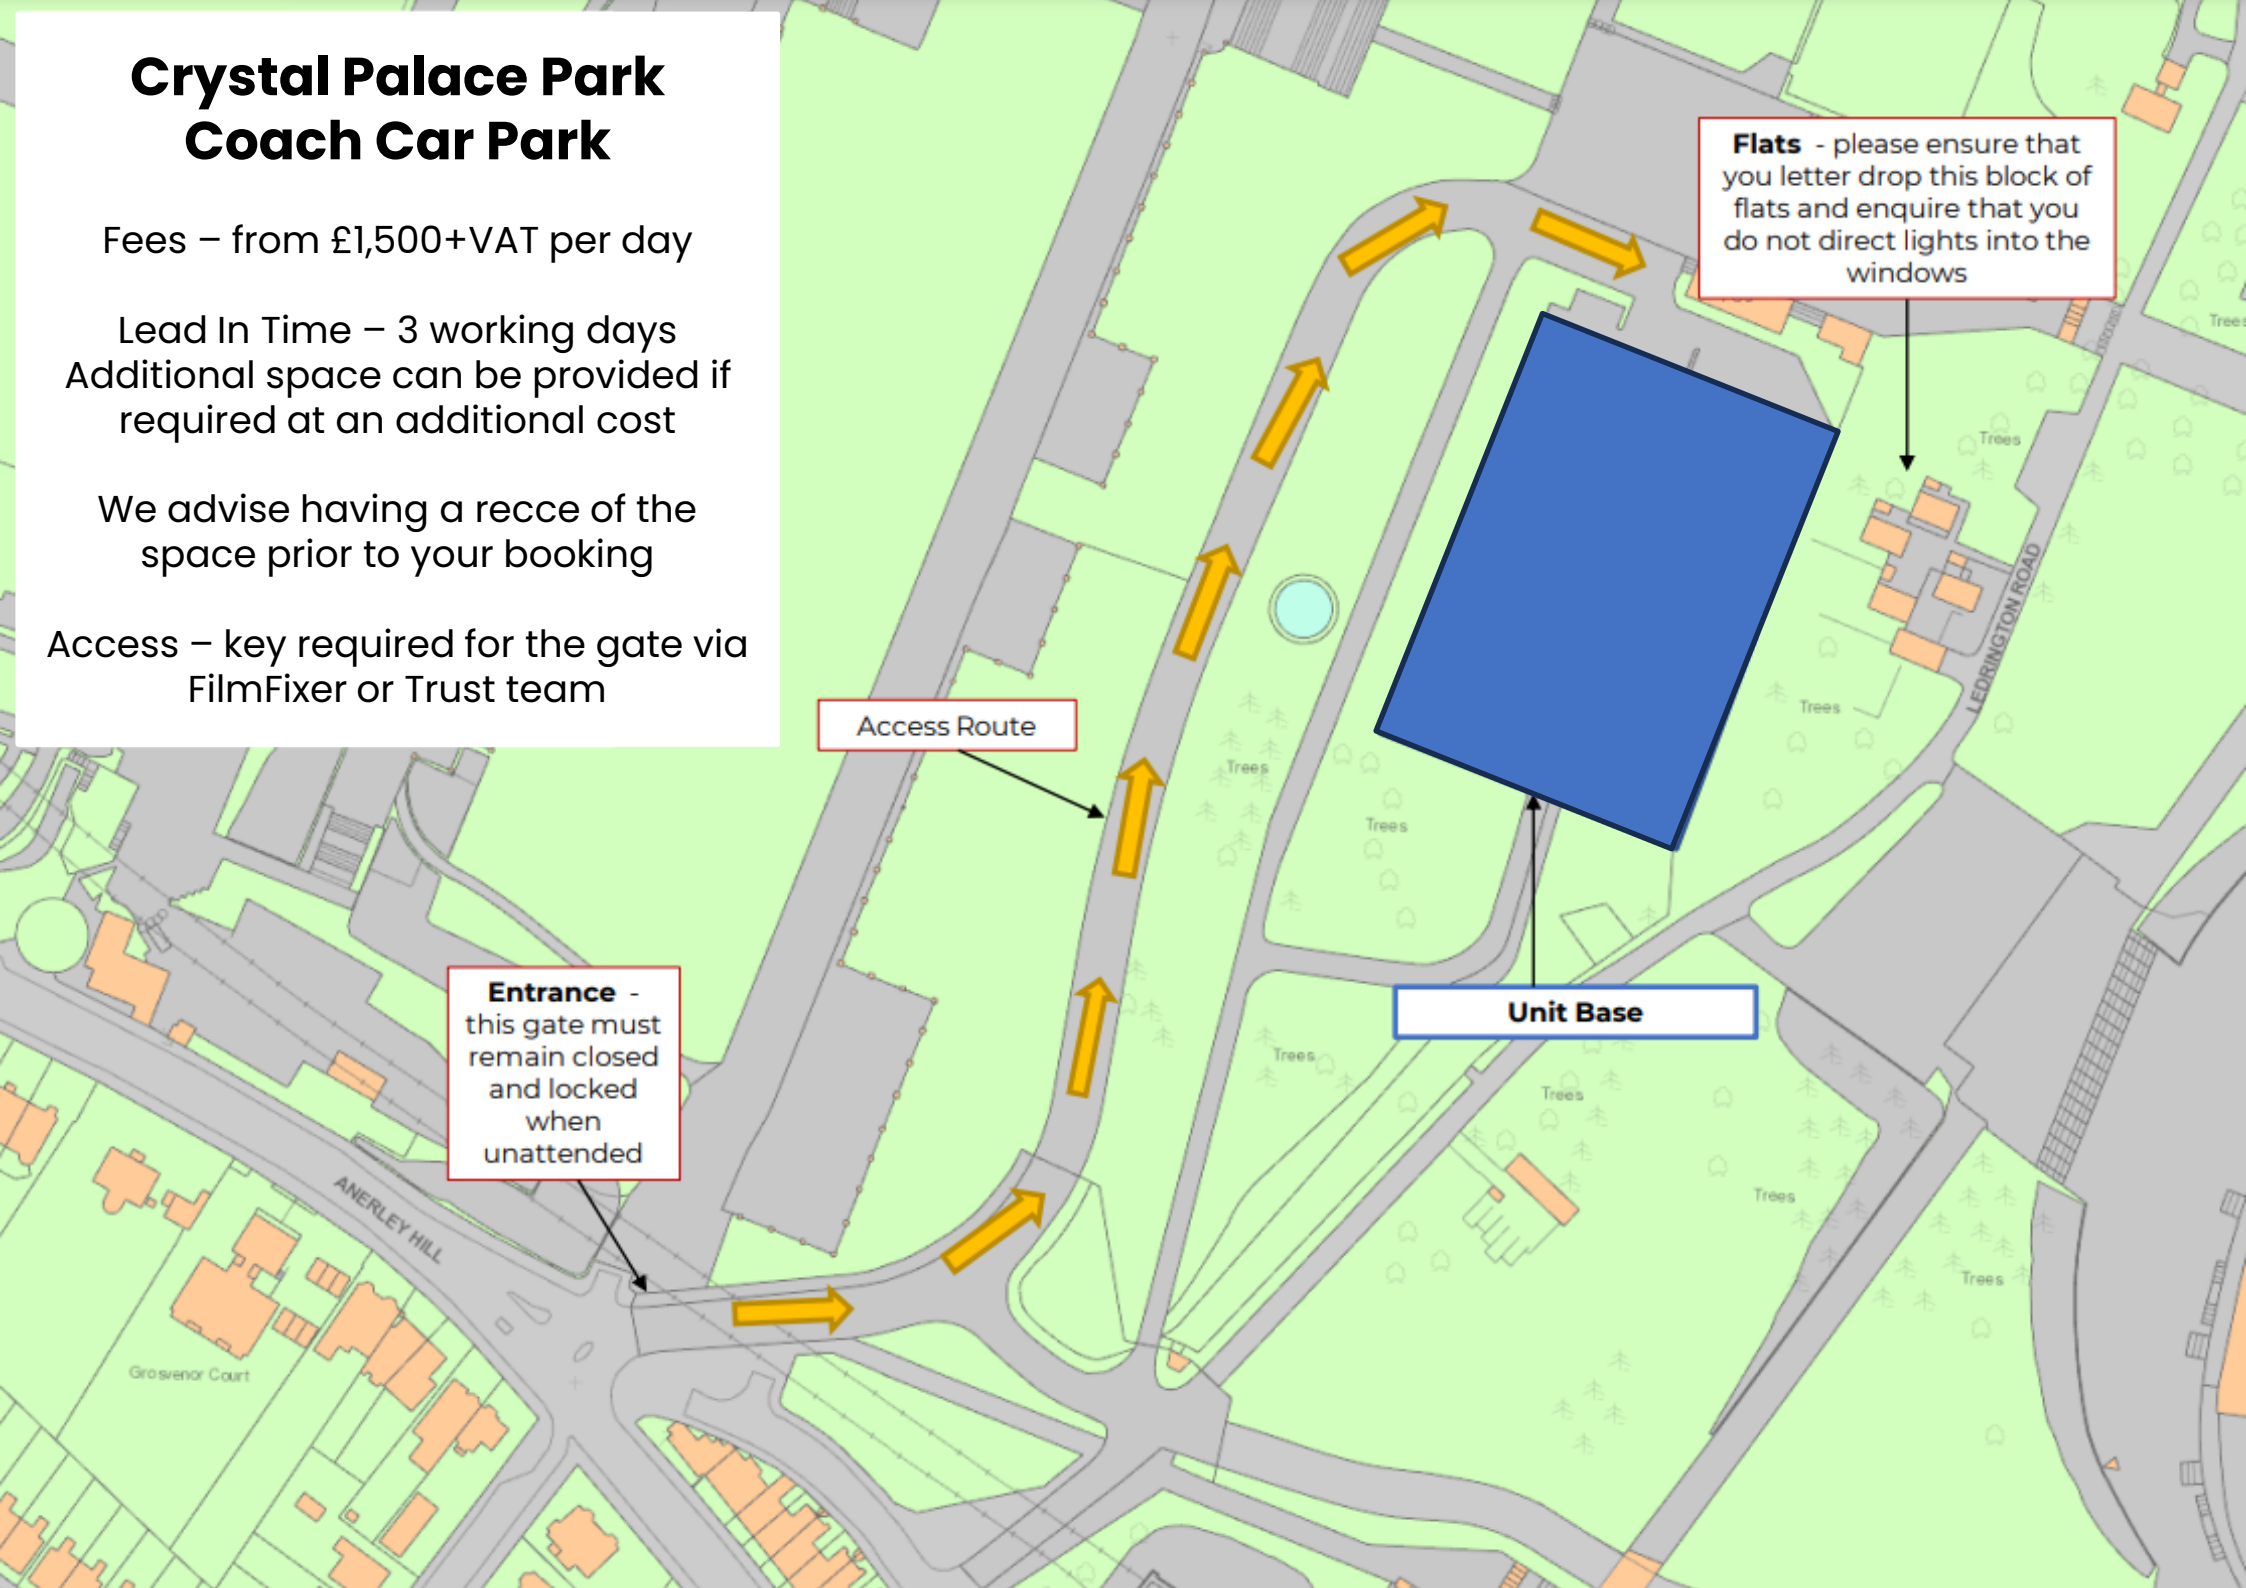 Crystal Palace Park
Coach Car Park
Fees – from £1,500+VAT per day
Lead In Time – 3 working days
Additional space can be provided if
required at an additional cost
We advise having a recce of the
space prior to your booking
Access – key required for the gate via
FilmFixer or Trust team
Flats - please ensure that
you letter drop this block of
flats and enquire that you
do not direct lights into the
windows
Trees
Trees
LEDRINGTON ROAD
Trees
Access Route
Trees
Trees
Entrance -
this gate must
remain closed
and locked
when
unattended
Unit Base
Trees
Trees
Trees
ANERLEY HILL
Trees
Grosvenor Court